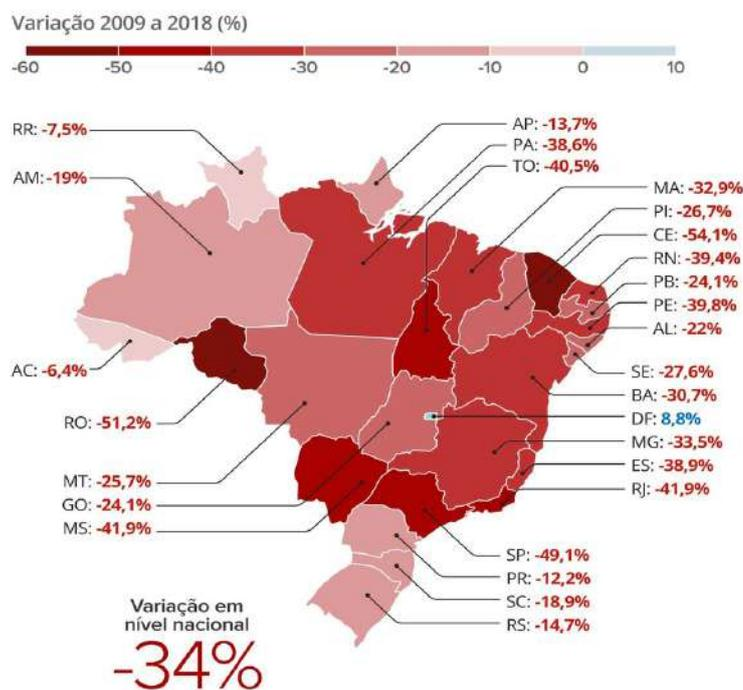 Variação 2009 a 2018 (%)
-60 -50 -40 -30 -20 -10 0 10
RR: -7,5%
AM: -19%
AP: -13,7%
PA: -38,6%
TO: -40,5%
MA: -32,9%
PI: -26,7%
CE: -54,1%
RN: -39,4%
PB: -24,1%
PE: -39,8%
AL: -22%
AC: -6,4%
SE: -27,6%
BA: -30,7%
RO: -51,2%
DF: 8,8%
MG: -33,5%
MT: -25,7%
ES: -38,9%
GO: -24,1%
RJ: -41,9%
MS: -41,9%
SP: -49,1%
PR: -12,2%
SC: -18,9%
RS: -14,7%
Variação em
nível nacional
-34%